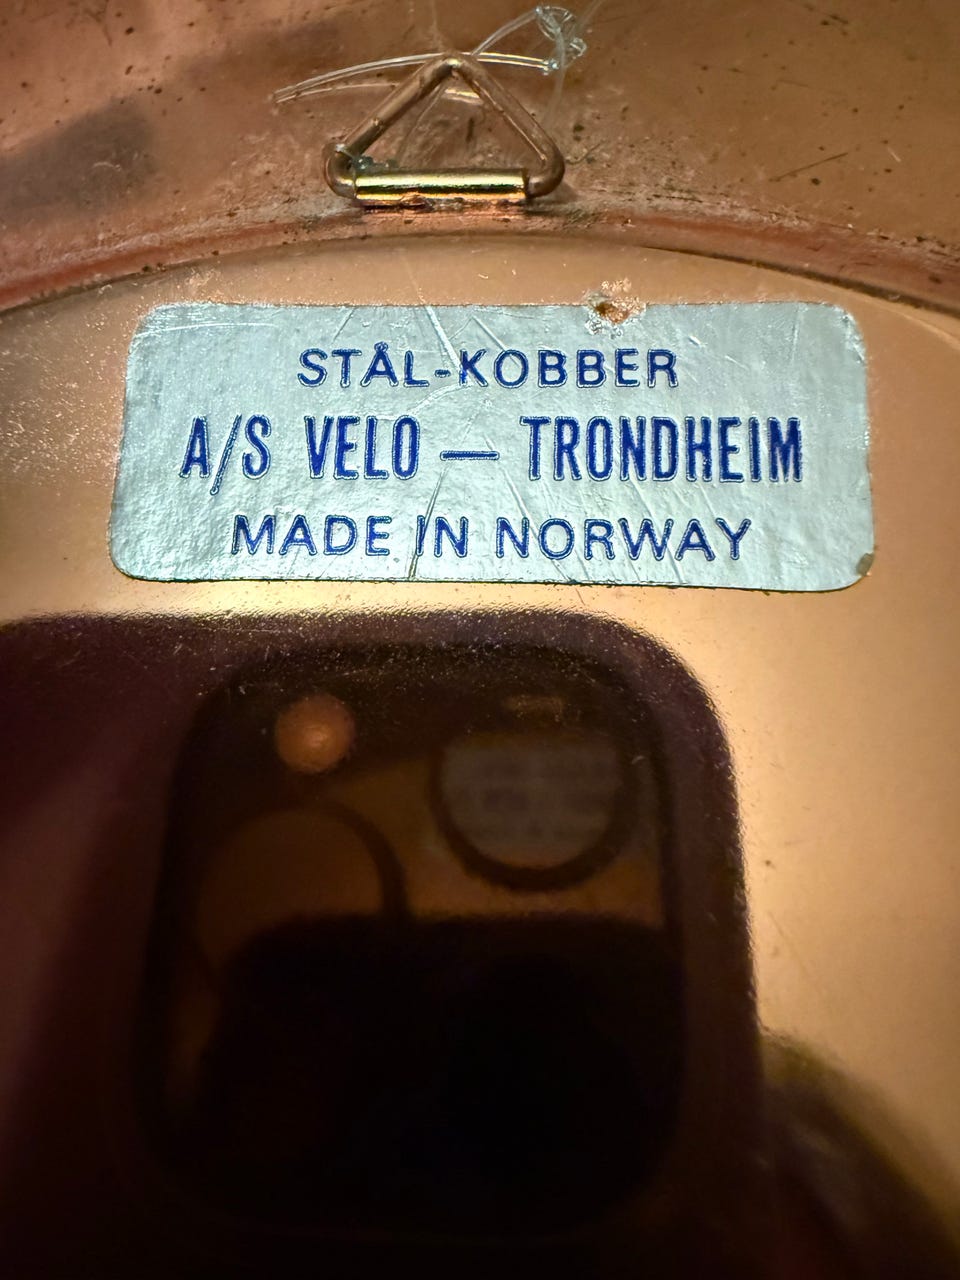 STÅL-KOBBER
A/S VELO — TRONDHEIM
MADE IN NORWAY